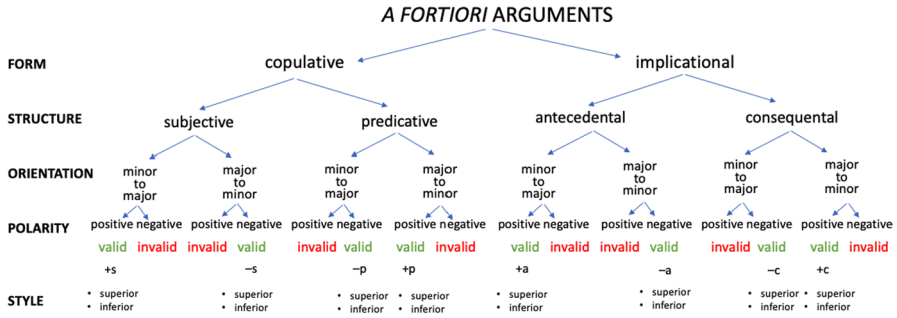 A FORTIORI ARGUMENTS
FORM copulative implicational
STRUCTURE subjective predicative antecedental consequental
ORIENTATION minor to major major to minor minor to major major to minor minor to major major to minor minor to major major to minor
POLARITY positive negative positive negative positive negative positive negative positive negative positive negative positive negative positive negative
valid invalid invalid valid invalid valid valid invalid valid invalid invalid valid invalid valid valid invalid
+s –s –p +p +a –a –c +c
STYLE • superior • superior • superior • superior • superior • superior • superior • superior
• inferior • inferior • inferior • inferior • inferior • inferior • inferior • inferior